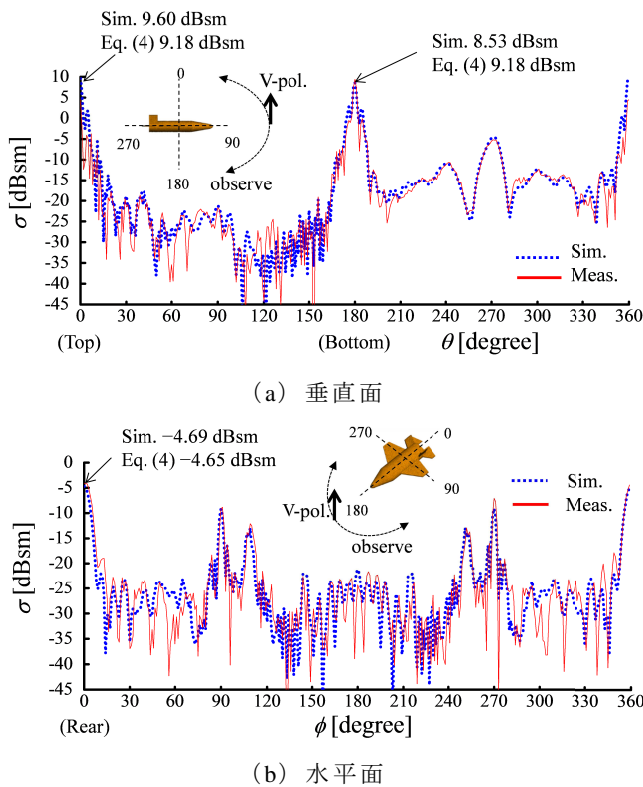 Sim. 9.60 dBsm
Eq. (4) 9.18 dBsm
Sim. 8.53 dBsm
Eq. (4) 9.18 dBsm
V-pol.
0
90
180
270
observe
σ [dBsm]
10
5
0
-5
-10
-15
-20
-25
-30
-35
-40
-45
Sim.
Meas.
0 30 60 90 120 150 180 210 240 270 300 330 360
(Top) (Bottom) θ [degree]
(a) 垂直面
Sim. −4.69 dBsm
Eq. (4) −4.65 dBsm
270
0
90
180
V-pol.
observe
Sim.
Meas.
σ [dBsm]
0
-5
-10
-15
-20
-25
-30
-35
-40
-45
0 30 60 90 120 150 180 210 240 270 300 330 360
(Rear) ϕ [degree]
(b) 水平面